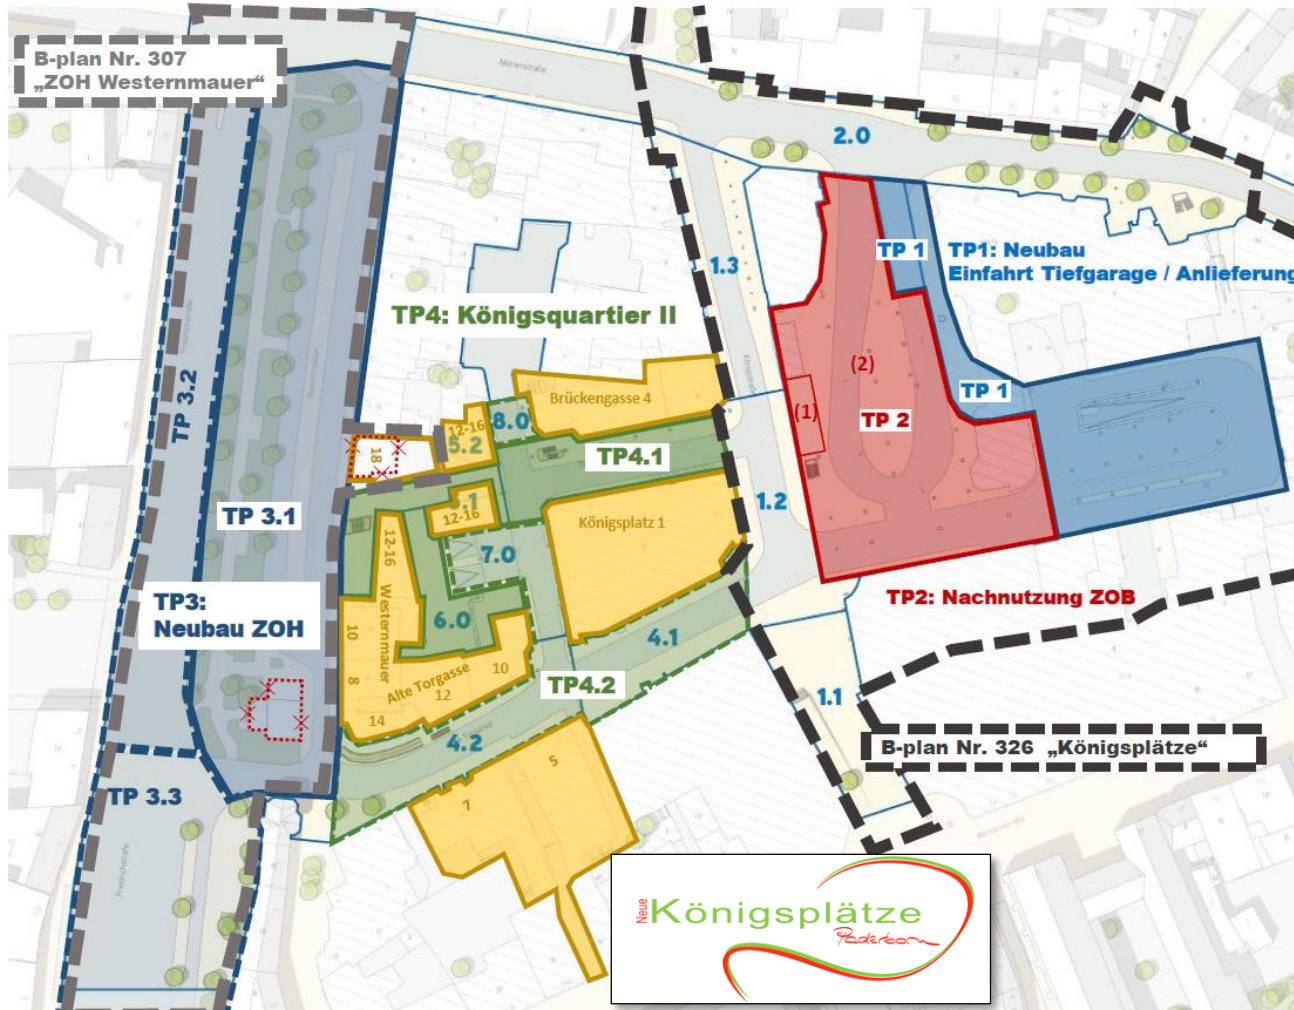 B-plan Nr. 307
„ZOH Westernmauer“
Marienstraße
2.0
1.3
TP 1
TP1: Neubau
Einfahrt Tiefgarage / Anlieferung
TP4: Königsquartier II
TP 3.2
Brückengasse 4
(2)
(1)
TP 1
TP 2
12-16
5.2
8.0
18
TP4.1
Königsplatz 1
1.2
TP 3.1
12-16
12-16
7.0
TP3:
Neubau ZOH
TP2: Nachnutzung ZOB
Westernmauer
6.0
10
8
4.1
Alte Torgasse
10
12
14
TP4.2
4.2
1.1
B-plan Nr. 326 „Königsplätze“
5
7
TP 3.3
Friedrichstraße
Neue
Königsplätze
Paderborn